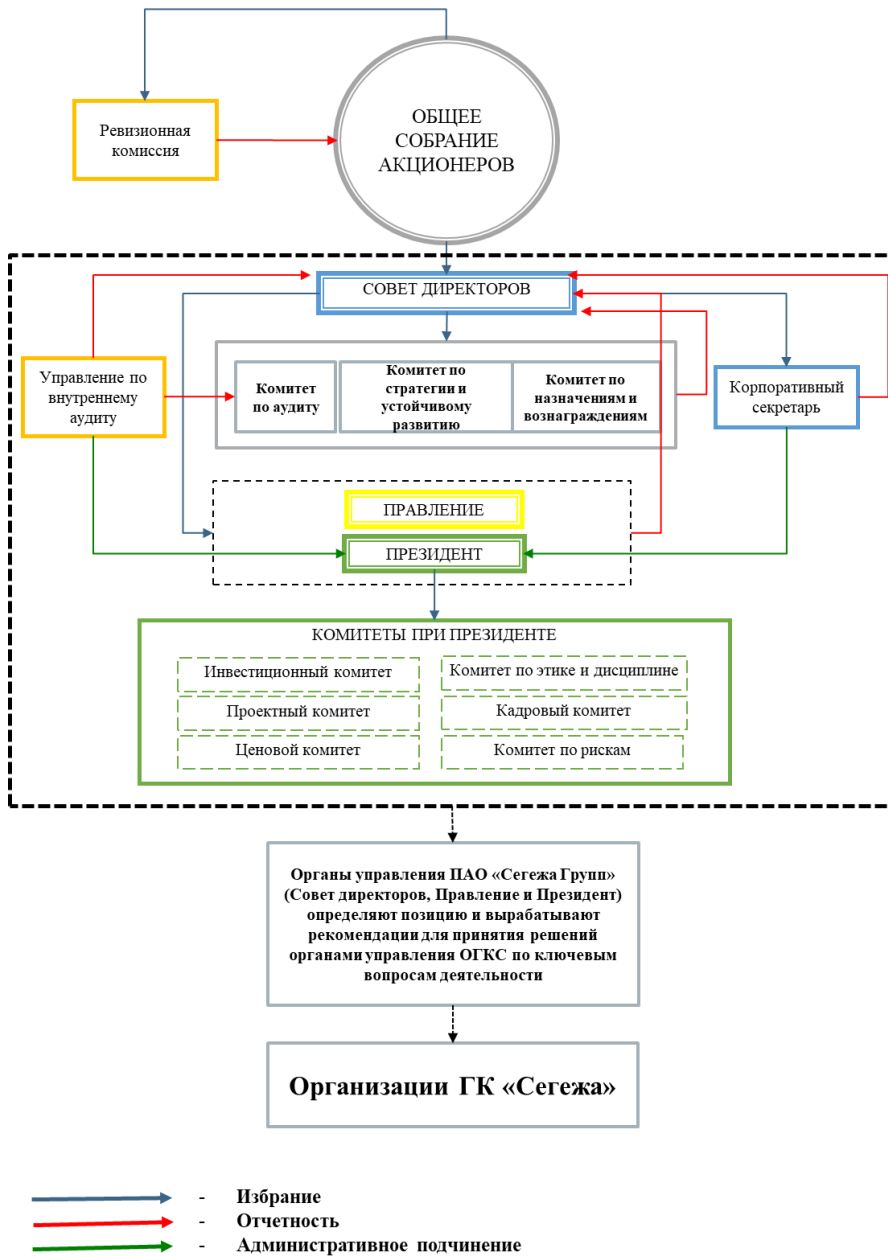 ОБЩЕЕ
СОБРАНИЕ
АКЦИОНЕРОВ
Ревизионная
комиссия
СОВЕТ ДИРЕКТОРОВ
Управление по
внутреннему
аудиту
Комитет
по аудиту
Комитет по
стратегии и
устойчивому
развитию
Комитет по
назначениям и
вознаграждениям
Корпоративный
секретарь
ПРАВЛЕНИЕ
ПРЕЗИДЕНТ
КОМИТЕТЫ ПРИ ПРЕЗИДЕНТЕ
Инвестиционный комитет
Комитет по этике и дисциплине
Проектный комитет
Кадровый комитет
Ценовой комитет
Комитет по рискам
Органы управления ПАО «Сегежа Групп»
(Совет директоров, Правление и Президент)
определяют позицию и вырабатывают
рекомендации для принятия решений
органами управления ОГКС по ключевым
вопросам деятельности
Организации ГК «Сегежа»
- Избрание
- Отчетность
- Административное подчинение